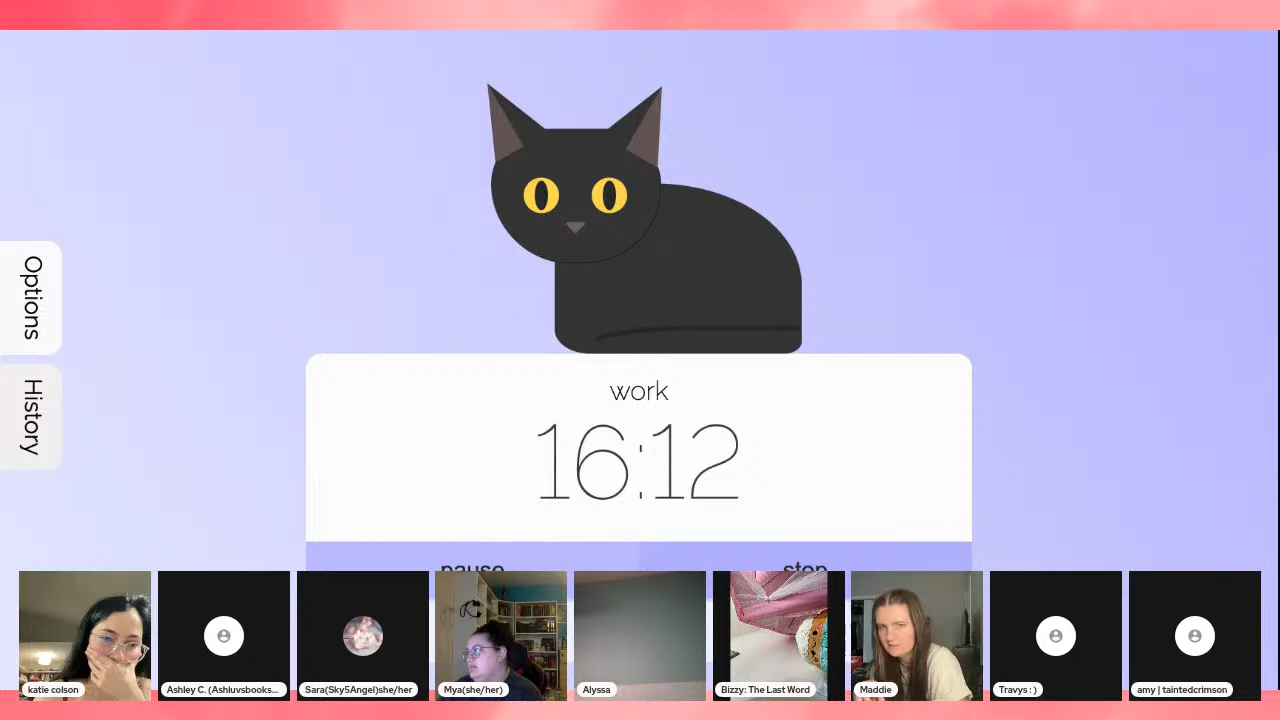 Options
History
work
16:12
pause
stop
katie colson
Ashley C. (Ashluvsbooks...
Sara(Sky5Angel)she/her
Mya(she/her)
Alyssa
Bizzy: The Last Word
Maddie
Travys : )
amy | taintedcrimson